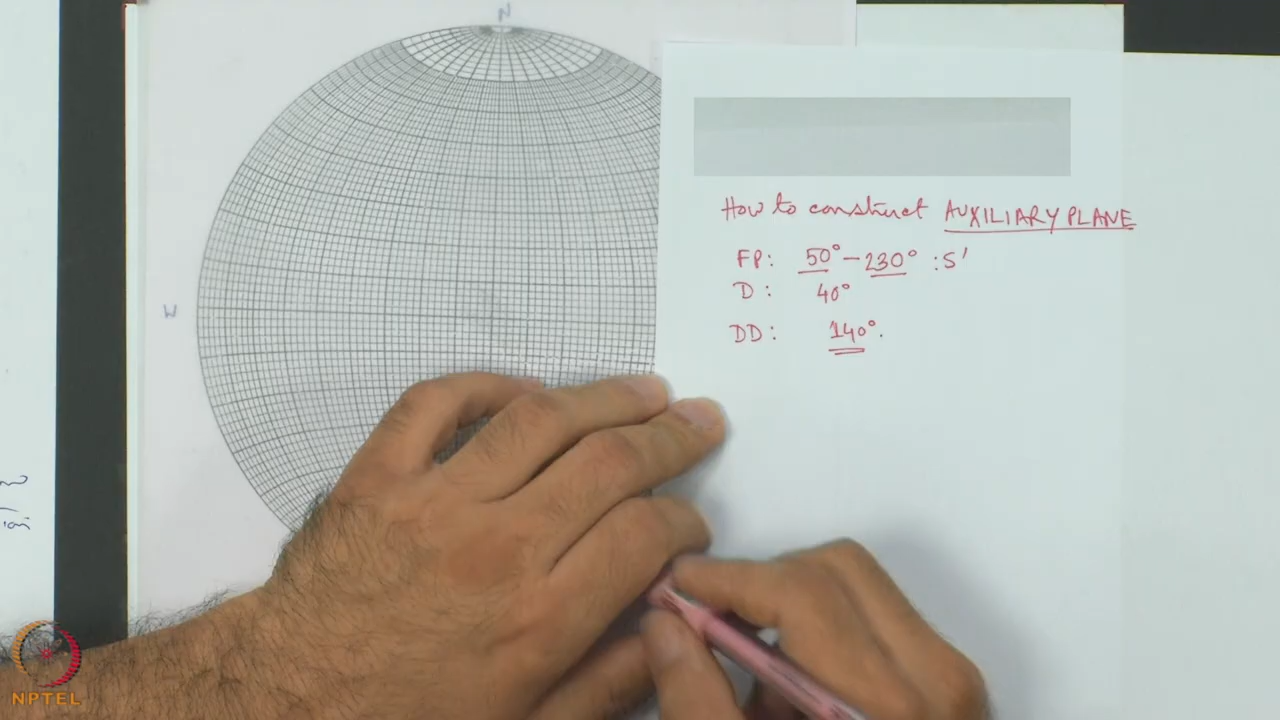 N
How to construct AUXILIARY PLANE
FP: 50° – 230° : S'
D: 40°
W
DD: 140°.
NPTEL